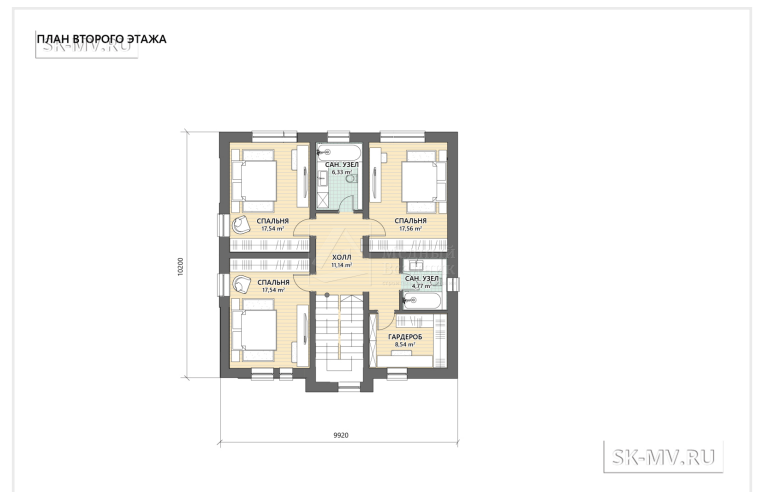 ПЛАН ВТОРОГО ЭТАЖА
SK-MV.RU
САН. УЗЕЛ
6,33 m²
СПАЛЬНЯ
17,54 m²
СПАЛЬНЯ
17,56 m²
ХОЛЛ
11,14 m²
10200
СПАЛЬНЯ
17,54 m²
САН. УЗЕЛ
4,77 m²
ГАРДЕРОБ
8,54 m²
9920
SK-MV.RU